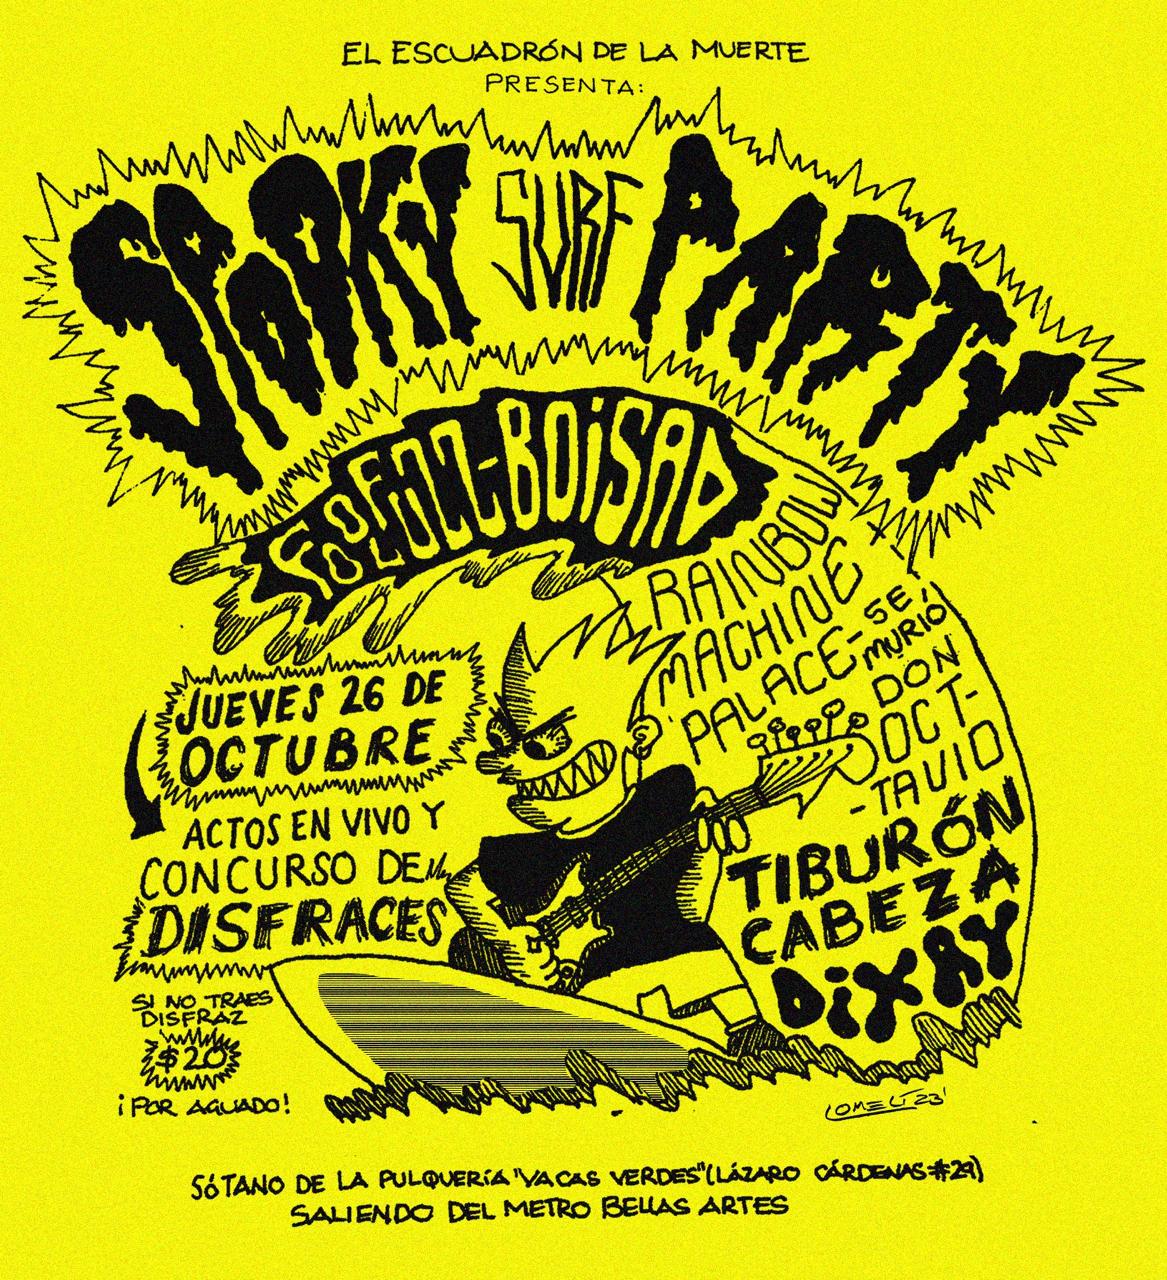 EL ESCUADRÓN DE LA MUERTE
PRESENTA:
SPOOKY SURF PARTY
BOiSAD
RAINBOW
MACHINE
PALACE-SE
MURIÓ
DON
OCT-
-TAVIO
TIBURÓN
CABEZA
DiXAY
JUEVES 26 DE
OCTUBRE
ACTOS EN VIVO Y
CONCURSO DE
DISFRACES
SI NO TRAES
DISFRAZ
$20
¡POR AGUADO!
LOMELÍ 23'
SÓTANO DE LA PULQUERÍA "VACAS VERDES"(LÁZARO CÁRDENAS #29)
SALIENDO DEL METRO BELLAS ARTES